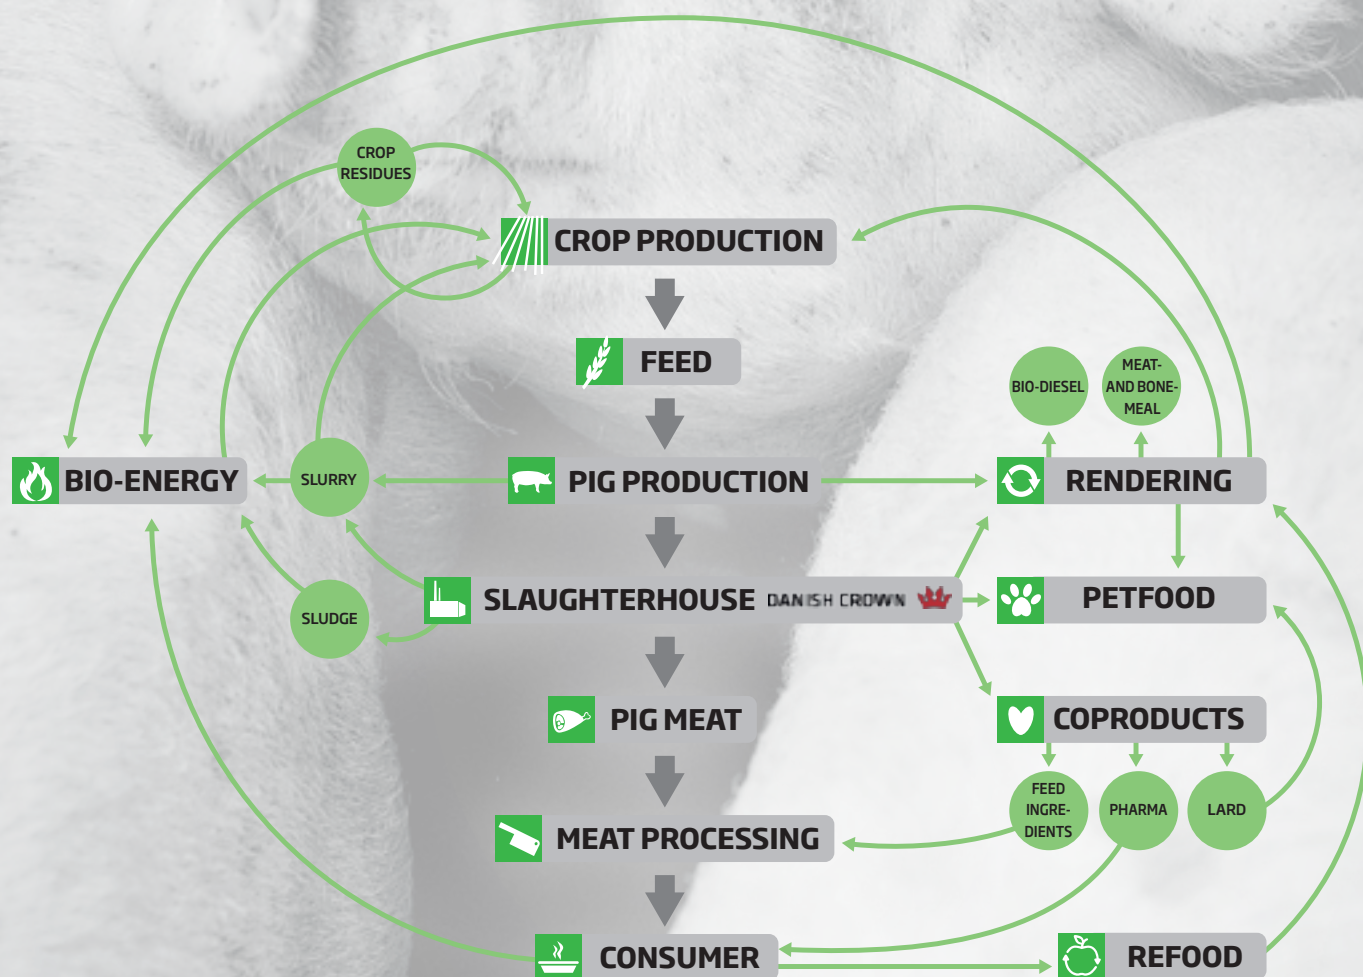 CROP
RESIDUES
CROP PRODUCTION
FEED
BIO-DIESEL
MEAT-
AND BONE-
MEAL
BIO-ENERGY
SLURRY
PIG PRODUCTION
RENDERING
SLUDGE
SLAUGHTERHOUSE DANISH CROWN
PETFOOD
PIG MEAT
COPRODUCTS
FEED
INGRE-
DIENTS
PHARMA
LARD
MEAT PROCESSING
CONSUMER
REFOOD